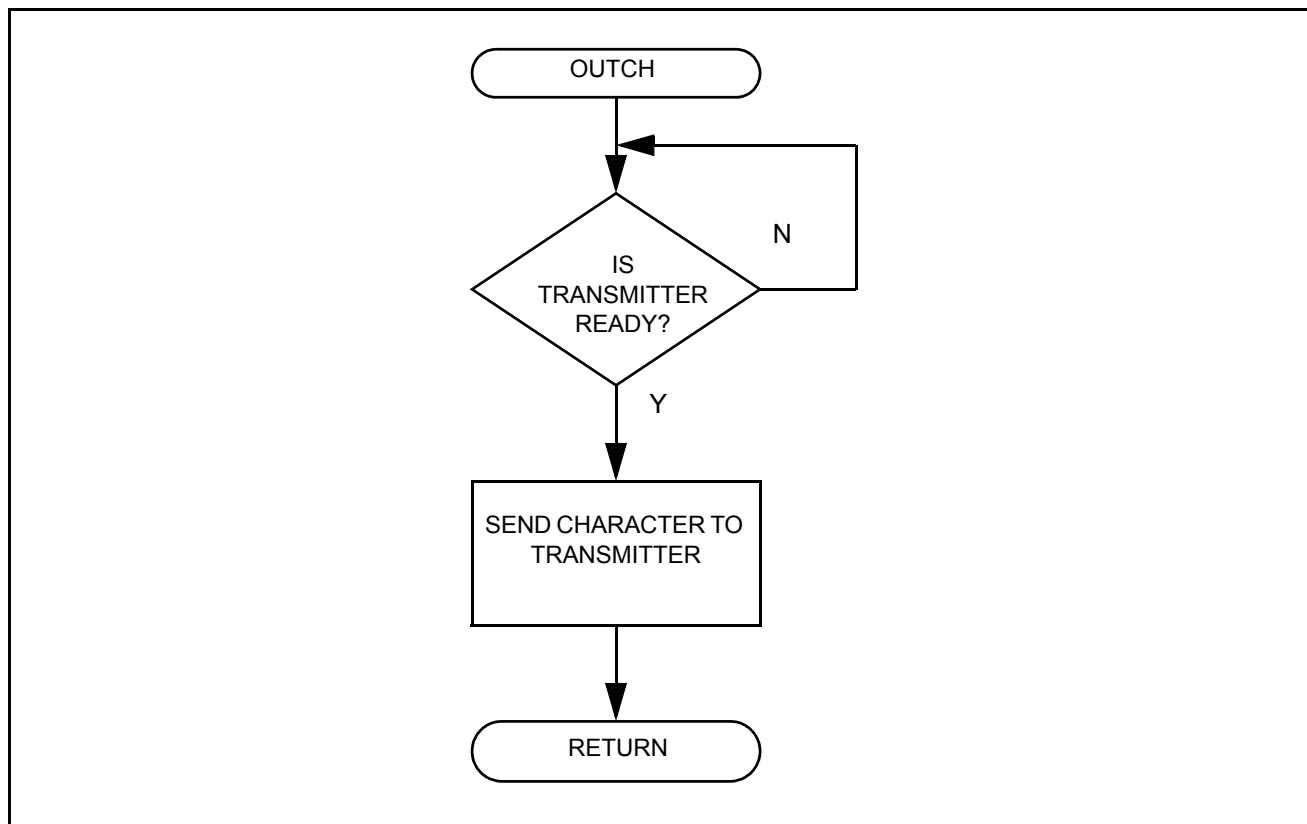 OUTCH
N
IS
TRANSMITTER
READY?
Y
SEND CHARACTER TO
TRANSMITTER
RETURN